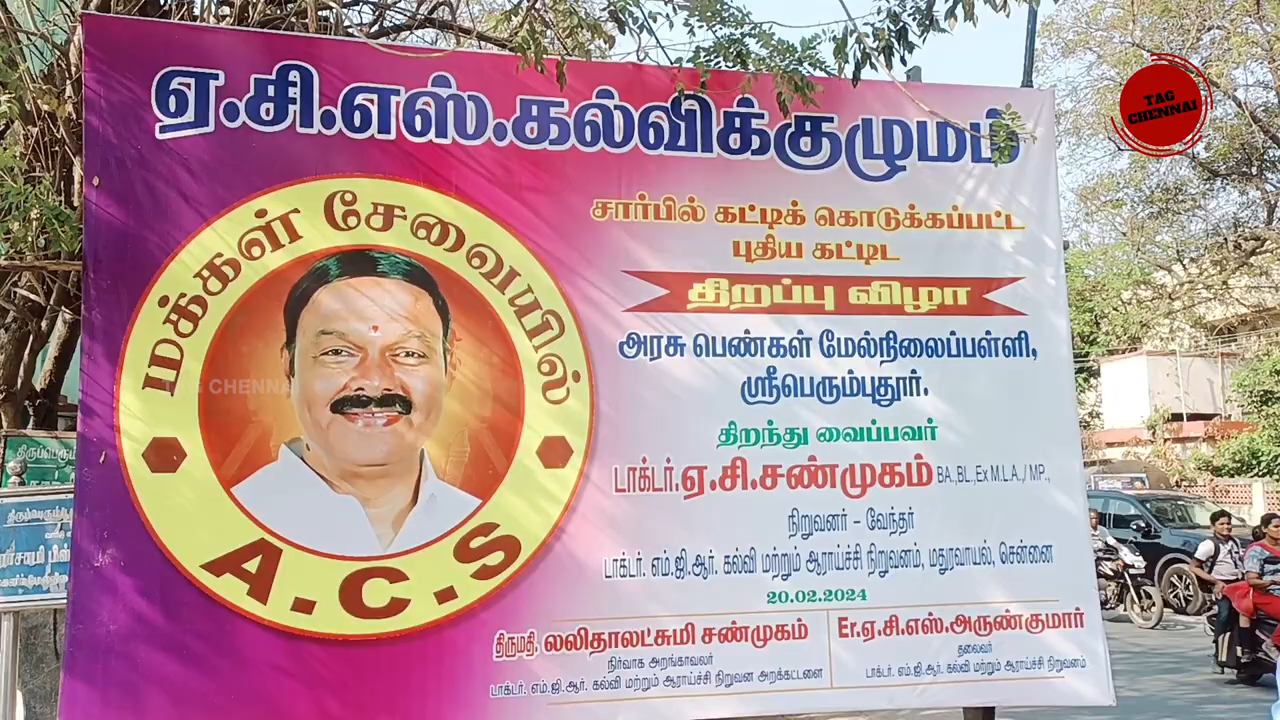 ஏ.சி.எஸ்.கல்விக்குழுமம்
TAG
CHENNAI
மக்கள் சேவையில்
A.C.S
TAG CHENNAI
சார்பில் கட்டிக் கொடுக்கப்பட்ட
புதிய கட்டிட
திறப்பு விழா
அரசு பெண்கள் மேல்நிலைப்பள்ளி,
ஸ்ரீபெரும்புதூர்.
திறந்து வைப்பவர்
டாக்டர்.ஏ.சி.சண்முகம் BA.,BL.,Ex M.L.A.,/ MP.,
நிறுவனர் – வேந்தர்
டாக்டர். எம்.ஜி.ஆர். கல்வி மற்றும் ஆராய்ச்சி நிறுவனம், மதுரவாயல், சென்னை
20.02.2024
திருமதி. லலிதாலட்சுமி சண்முகம்
நிர்வாக அறங்காவலர்
டாக்டர். எம்.ஜி.ஆர். கல்வி மற்றும் ஆராய்ச்சி நிறுவன அறக்கட்டளை
Er.ஏ.சி.எஸ்.அருண்குமார்
தலைவர்
டாக்டர். எம்.ஜி.ஆர். கல்வி மற்றும் ஆராய்ச்சி நிறுவனம்